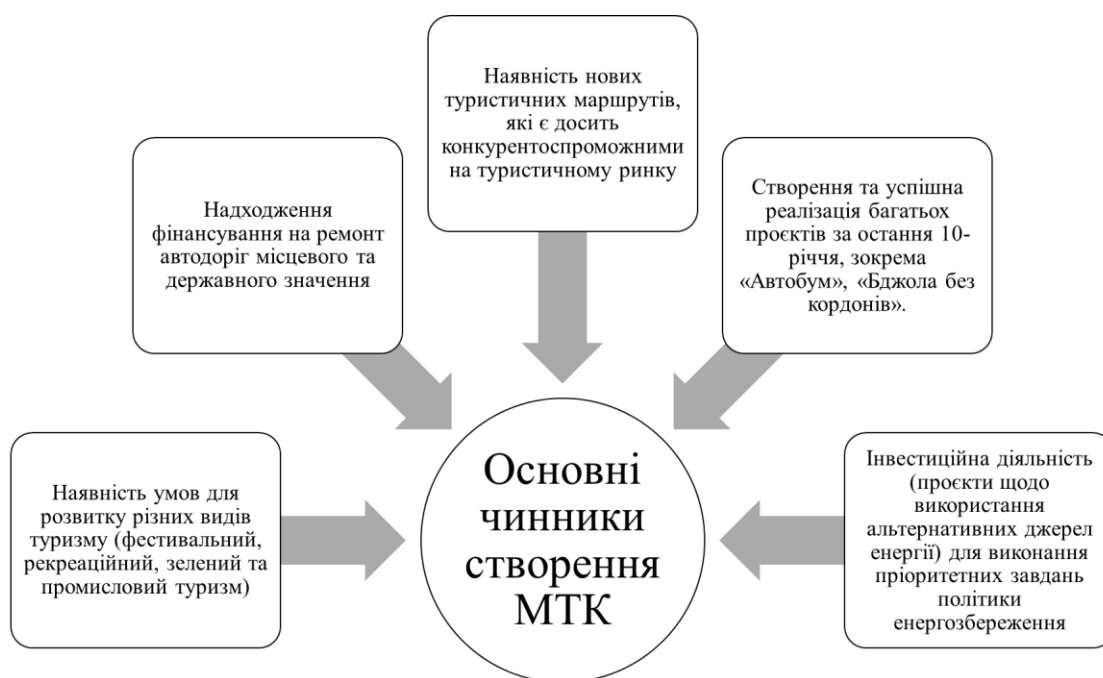 Наявність нових
туристичних маршрутів,
які є досить
конкурентоспроможними
на туристичному ринку
Надходження
фінансування на ремонт
автодоріг місцевого та
державного значення
Створення та успішна
реалізація багатьох
проєктів за остання 10-
річчя, зокрема
«Автобум», «Бджола без
кордонів».
Наявність умов для
розвитку різних видів
туризму (фестивальний,
рекреаційний, зелений та
промисловий туризм)
Основні
чинники
створення
МТК
Інвестиційна діяльність
(проєкти щодо
використання
альтернативних джерел
енергії) для виконання
пріоритетних завдань
політики
енергозбереження